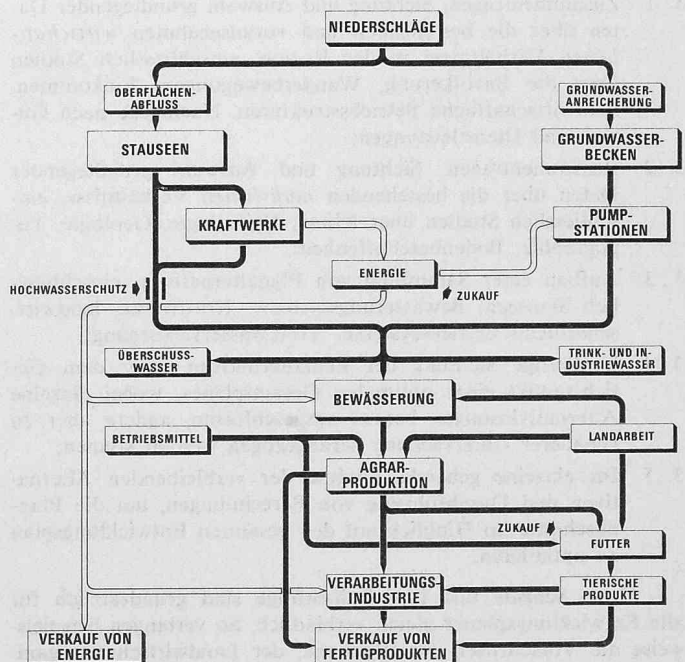 NIEDERSCHLÄGE
OBERFLÄCHEN-
ABFLUSS
GRUNDWASSER-
ANREICHERUNG
STAUSEEN
GRUNDWASSER-
BECKEN
KRAFTWERKE
PUMP-
STATIONEN
ENERGIE
HOCHWASSERSCHUTZ
ZUKAUF
ÜBERSCHUSS-
WASSER
TRINK- UND IN-
DUSTRIEWASSER
BEWÄSSERUNG
BETRIEBSMITTEL
LANDARBEIT
AGRAR-
PRODUKTION
ZUKAUF
FUTTER
VERARBEITUNGS-
INDUSTRIE
TIERISCHE
PRODUKTE
VERKAUF VON
ENERGIE
VERKAUF VON
FERTIGPRODUKTEN